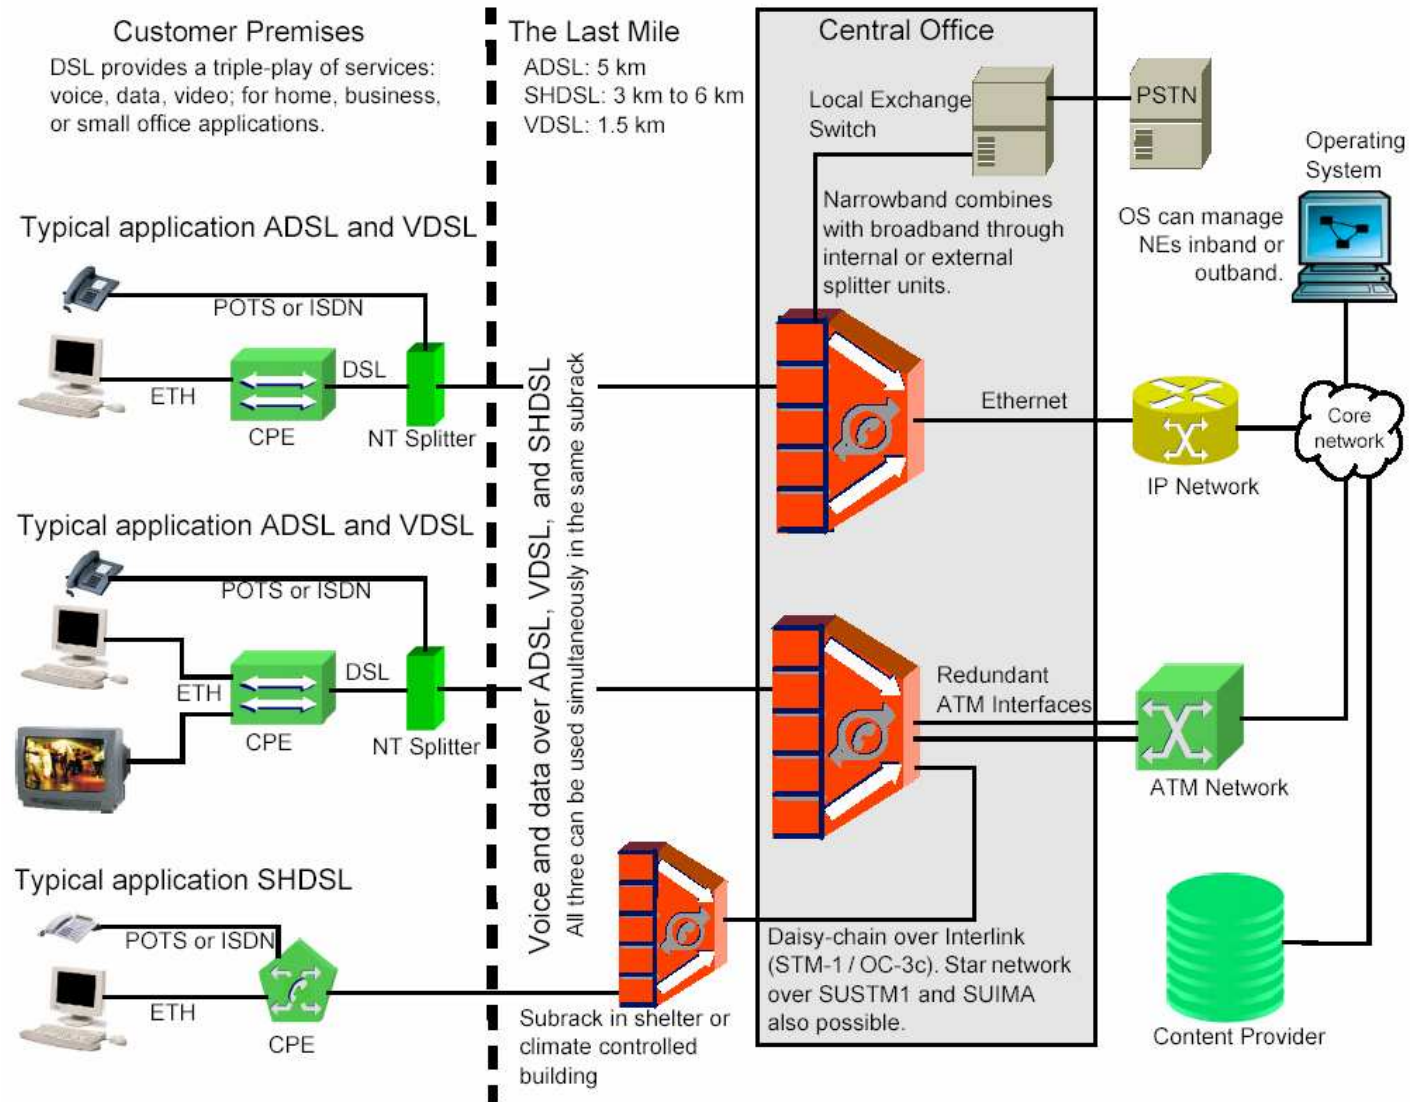 Customer Premises
DSL provides a triple-play of services:
voice, data, video; for home, business,
or small office applications.
The Last Mile
ADSL: 5 km
SHDSL: 3 km to 6 km
VDSL: 1.5 km
Central Office
Local Exchange
Switch
PSTN
Narrowband combines
with broadband through
internal or external
splitter units.
Operating
System
OS can manage
NEs inband or
outband.
Typical application ADSL and VDSL
POTS or ISDN
ETH
CPE
DSL
NT Splitter
Ethernet
IP Network
Core
network
Voice and data over ADSL, VDSL, and SHDSL
All three can be used simultaneously in the same subrack
Typical application ADSL and VDSL
POTS or ISDN
ETH
CPE
DSL
NT Splitter
Redundant
ATM Interfaces
ATM Network
Typical application SHDSL
POTS or ISDN
ETH
CPE
Subrack in shelter or
climate controlled
building
Daisy-chain over Interlink
(STM-1 / OC-3c). Star network
over SUSTM1 and SUIMA
also possible.
Content Provider